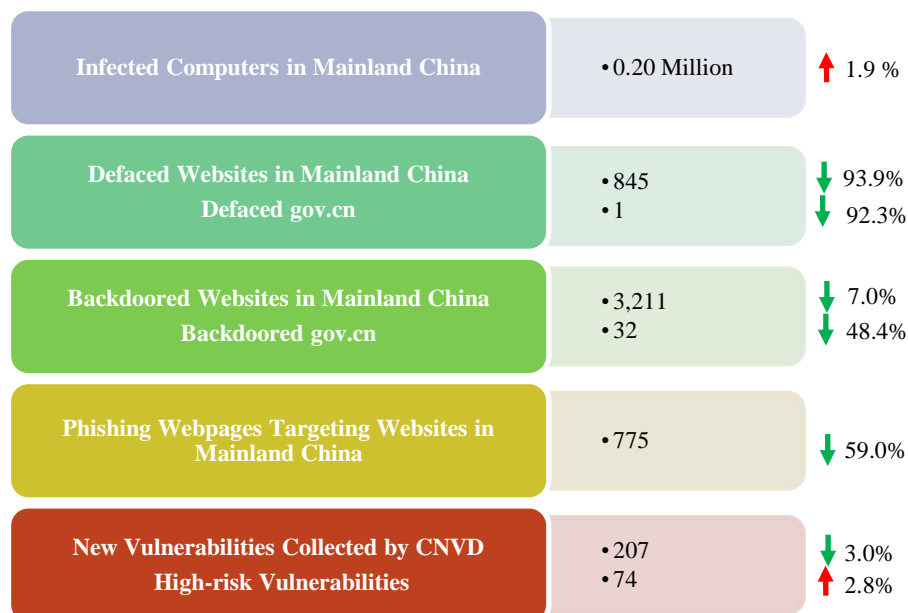 Infected Computers in Mainland China
• 0.20 Million
1.9 %
Defaced Websites in Mainland China
Defaced gov.cn
• 845
• 1
93.9%
92.3%
Backdoored Websites in Mainland China
Backdoored gov.cn
• 3,211
• 32
7.0%
48.4%
Phishing Webpages Targeting Websites in
Mainland China
• 775
59.0%
New Vulnerabilities Collected by CNVD
High-risk Vulnerabilities
• 207
• 74
3.0%
2.8%